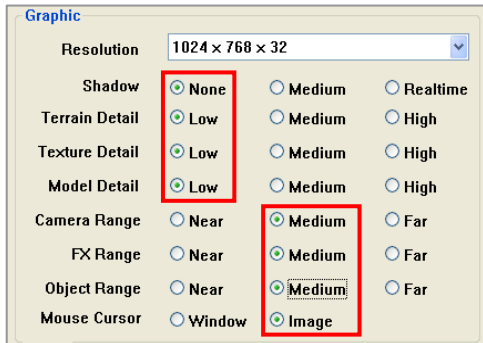 Graphic
Resolution 1024 x 768 x 32
Shadow None Medium Realtime
Terrain Detail Low Medium High
Texture Detail Low Medium High
Model Detail Low Medium High
Camera Range Near Medium Far
FX Range Near Medium Far
Object Range Near Medium Far
Mouse Cursor Window Image